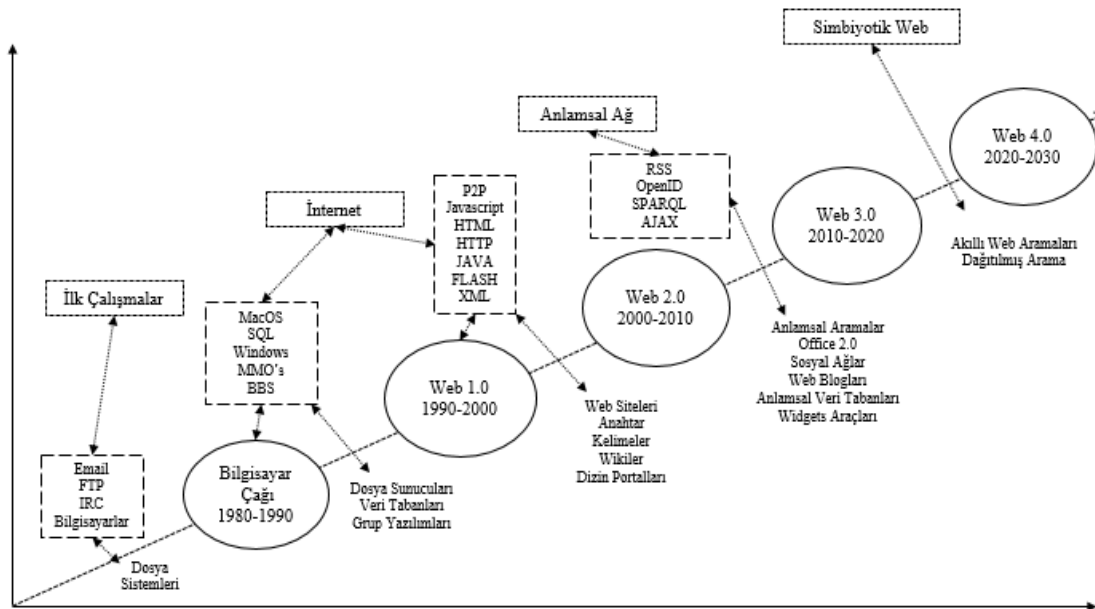 Simbiyotik Web
Anlamsal Ağ
Web 4.0
2020-2030
RSS
OpenID
SPARQL
AJAX
P2P
Javascript
HTML
HTTP
JAVA
FLASH
XML
İnternet
Web 3.0
2010-2020
Akıllı Web Aramaları
Dağıtılmış Arama
İlk Çalışmalar
Web 2.0
2000-2010
MacOS
SQL
Windows
MMO's
BBS
Anlamsal Aramalar
Office 2.0
Sosyal Ağlar
Web Blogları
Anlamsal Veri Tabanları
Widgets Araçları
Web 1.0
1990-2000
Web Siteleri
Anahtar
Kelimeler
Wikiler
Dizin Portalları
Email
FTP
IRC
Bilgisayarlar
Bilgisayar
Çağı
1980-1990
Dosya Sunucuları
Veri Tabanları
Grup Yazılımları
Dosya
Sistemleri